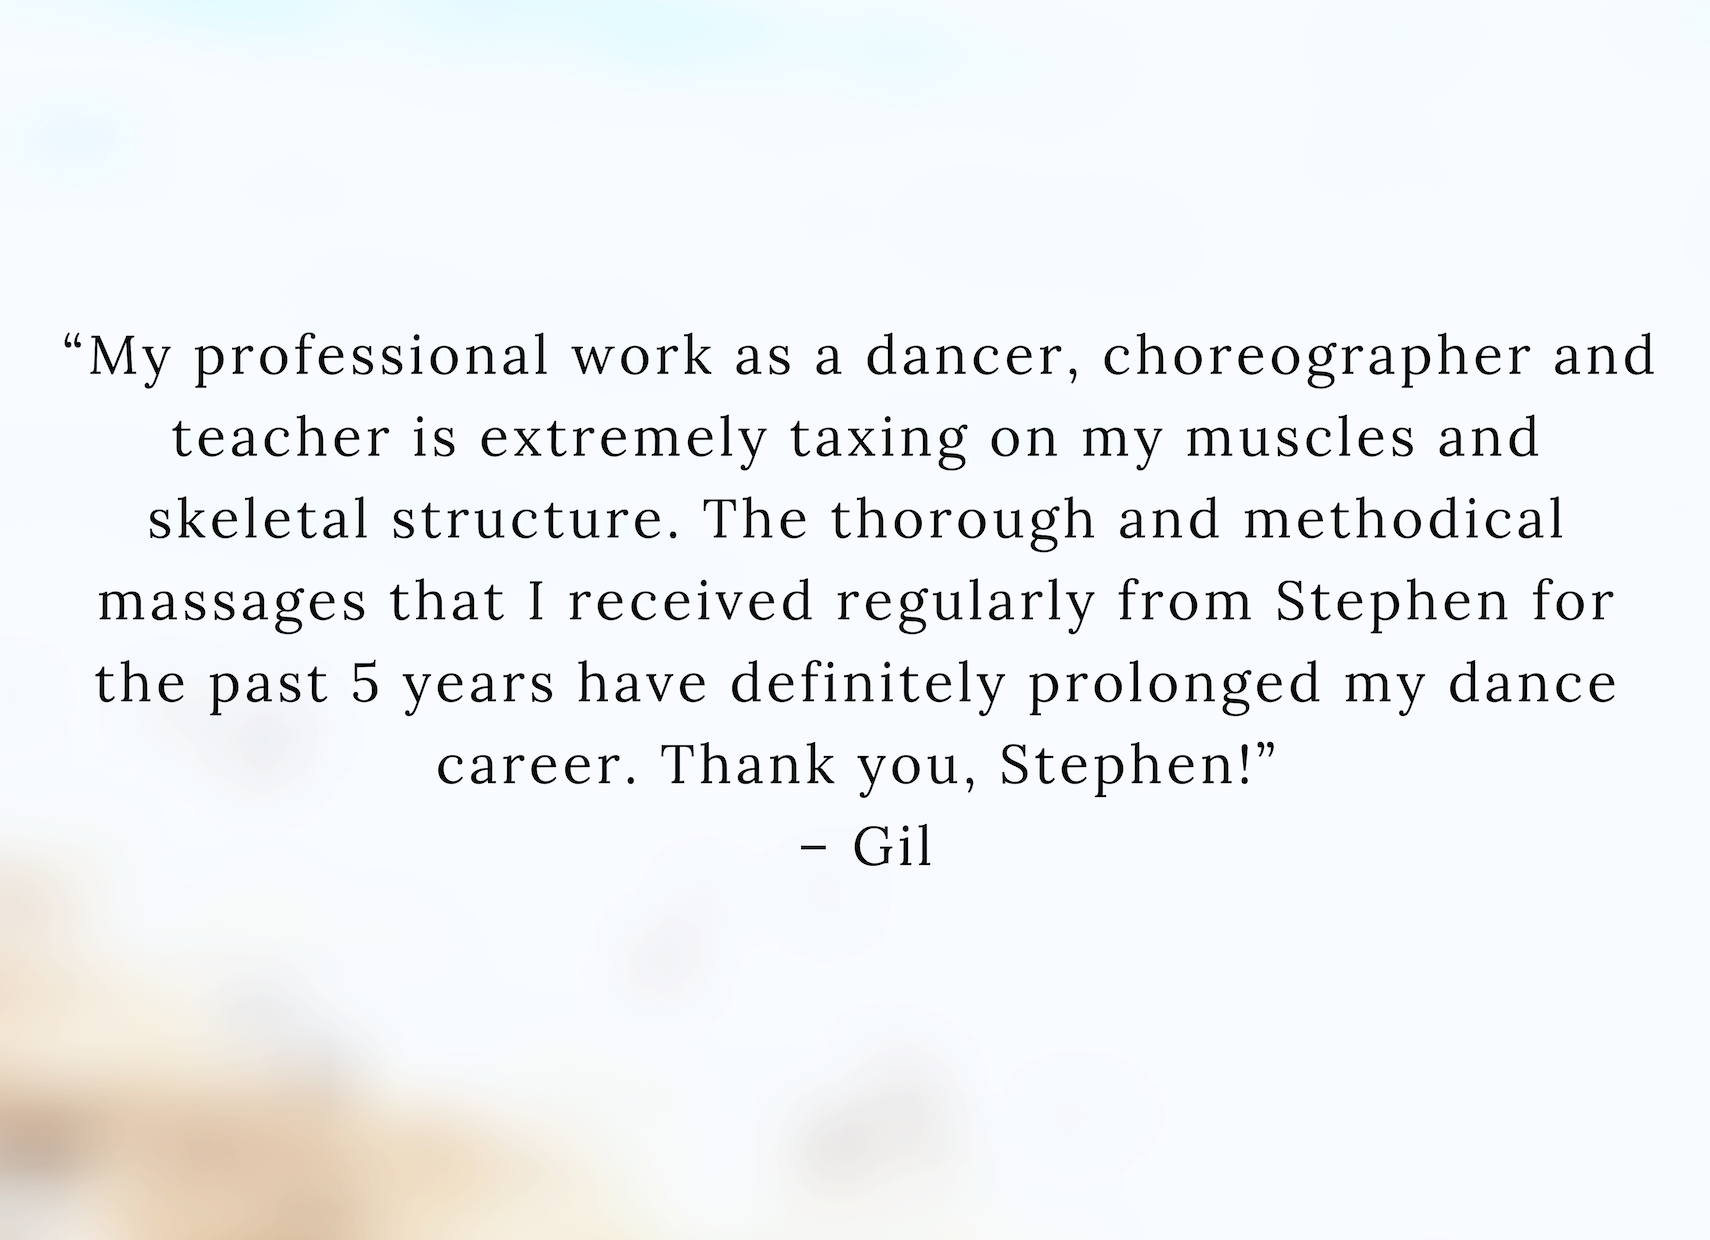 “My professional work as a dancer, choreographer and
teacher is extremely taxing on my muscles and
skeletal structure. The thorough and methodical
massages that I received regularly from Stephen for
the past 5 years have definitely prolonged my dance
career. Thank you, Stephen!”
– Gil